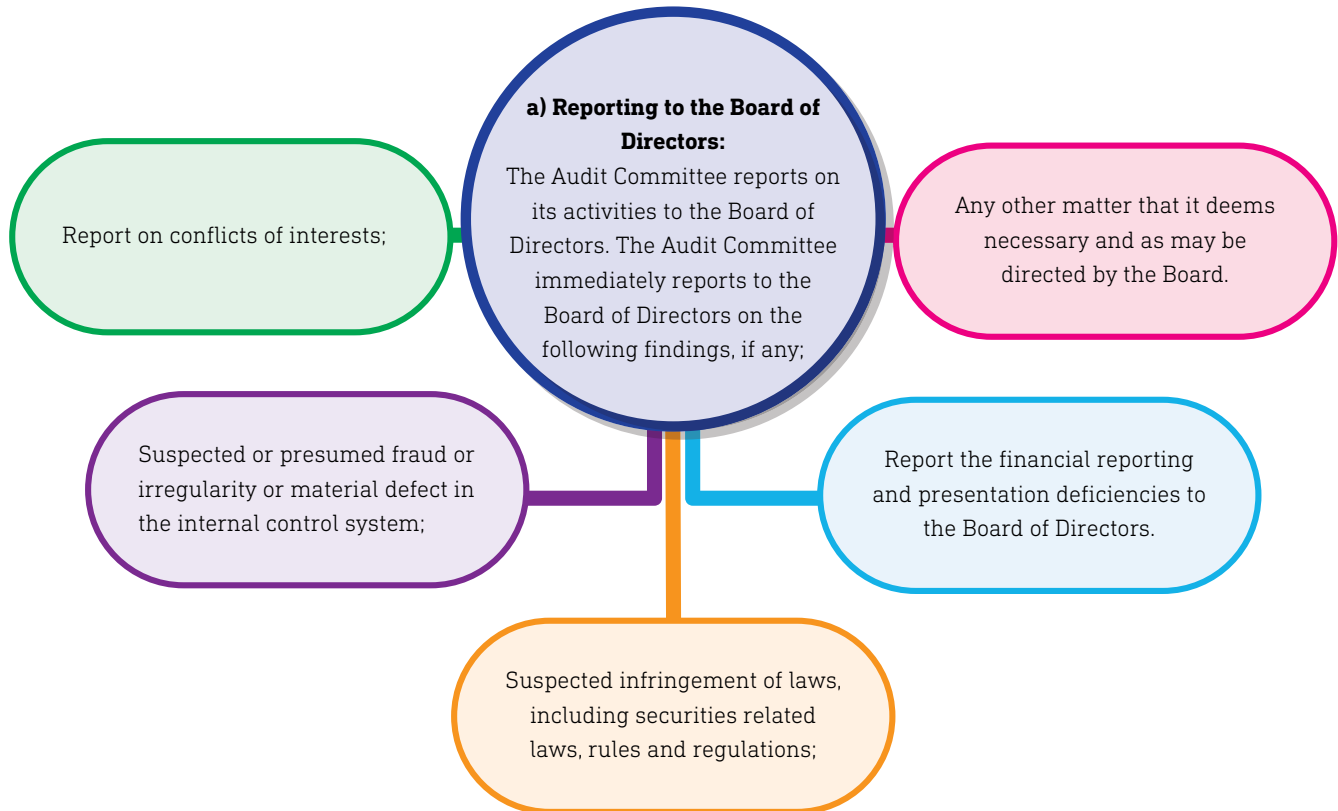 a) Reporting to the Board of
Directors:
The Audit Committee reports on
its activities to the Board of
Directors. The Audit Committee
immediately reports to the
Board of Directors on the
following findings, if any;
Report on conflicts of interests;
Any other matter that it deems
necessary and as may be
directed by the Board.
Suspected or presumed fraud or
irregularity or material defect in
the internal control system;
Report the financial reporting
and presentation deficiencies to
the Board of Directors.
Suspected infringement of laws,
including securities related
laws, rules and regulations;